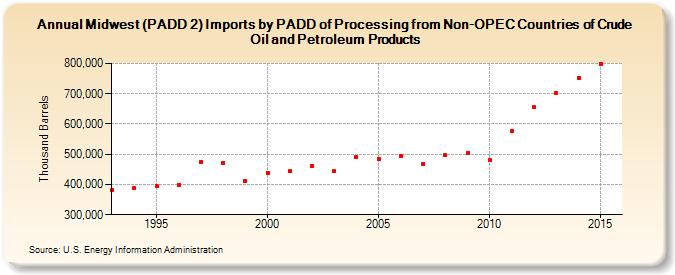 Annual Midwest (PADD 2) Imports by PADD of Processing from Non-OPEC Countries of Crude
Oil and Petroleum Products
Thousand Barrels
800,000
700,000
600,000
500,000
400,000
300,000
1995
2000
2005
2010
2015
Source: U.S. Energy Information Administration